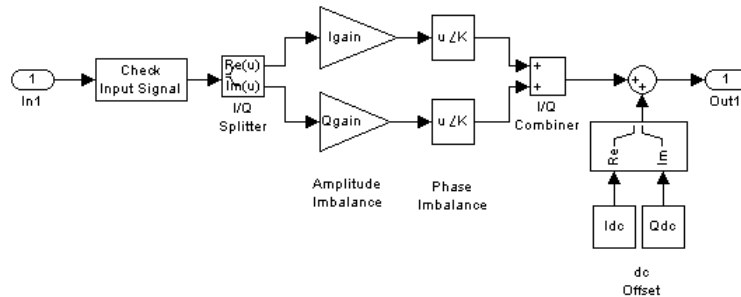 1
In1
Check
Input Signal
Re(u)
Im(u)
I/Q
Splitter
Igain
Qgain
Amplitude
Imbalance
u∠K
u∠K
Phase
Imbalance
+
+
I/Q
Combiner
+
+
1
Out1
Re
Im
Idc
Qdc
dc
Offset